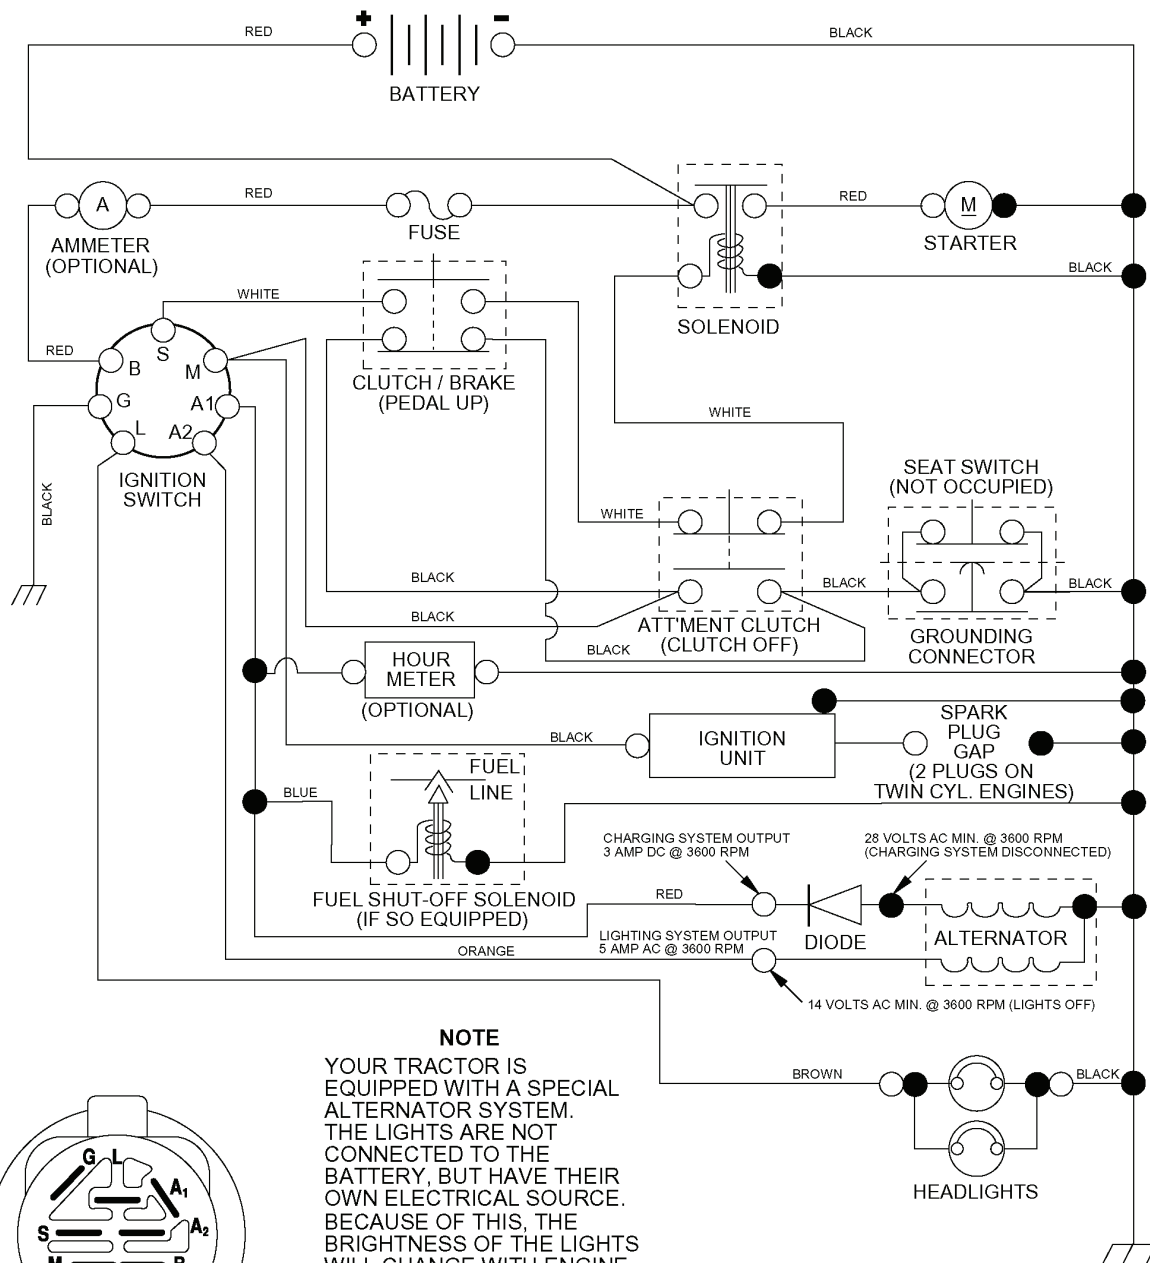 +
-
RED
BLACK
BATTERY
A
RED
FUSE
RED
M
STARTER
AMMETER
(OPTIONAL)
BLACK
WHITE
SOLENOID
RED
S
B
M
G
A1
L
A2
CLUTCH / BRAKE
(PEDAL UP)
WHITE
IGNITION
SWITCH
BLACK
SEAT SWITCH
(NOT OCCUPIED)
WHITE
BLACK
BLACK
BLACK
BLACK
ATT'MENT CLUTCH
(CLUTCH OFF)
GROUNDING
CONNECTOR
BLACK
HOUR
METER
(OPTIONAL)
BLACK
IGNITION
UNIT
SPARK
PLUG
GAP
(2 PLUGS ON
TWIN CYL. ENGINES)
FUEL
LINE
BLUE
FUEL SHUT-OFF SOLENOID
(IF SO EQUIPPED)
CHARGING SYSTEM OUTPUT
3 AMP DC @ 3600 RPM
28 VOLTS AC MIN. @ 3600 RPM
(CHARGING SYSTEM DISCONNECTED)
RED
DIODE
ALTERNATOR
LIGHTING SYSTEM OUTPUT
5 AMP AC @ 3600 RPM
ORANGE
14 VOLTS AC MIN. @ 3600 RPM (LIGHTS OFF)
BROWN
BLACK
HEADLIGHTS
NOTE
YOUR TRACTOR IS
EQUIPPED WITH A SPECIAL
ALTERNATOR SYSTEM.
THE LIGHTS ARE NOT
CONNECTED TO THE
BATTERY, BUT HAVE THEIR
OWN ELECTRICAL SOURCE.
BECAUSE OF THIS, THE
BRIGHTNESS OF THE LIGHTS
WILL CHANGE WITH ENGINE
G
L
A1
A2
S
M
B